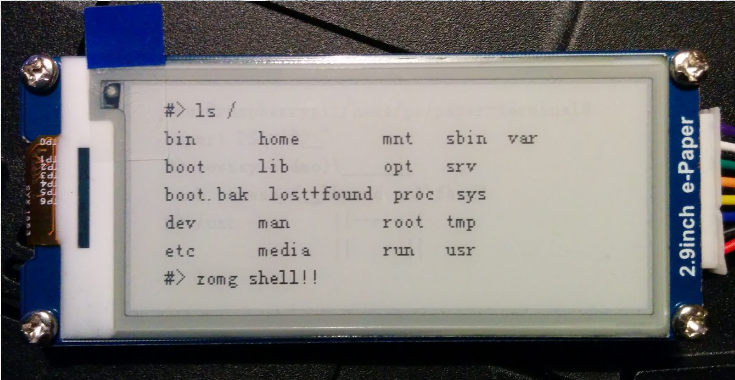 #> ls /
bin home mnt sbin var
boot lib opt srv
boot.bak lost+found proc sys
dev man root tmp
etc media run usr
#> zomg shell!!
2.9inch e-Paper